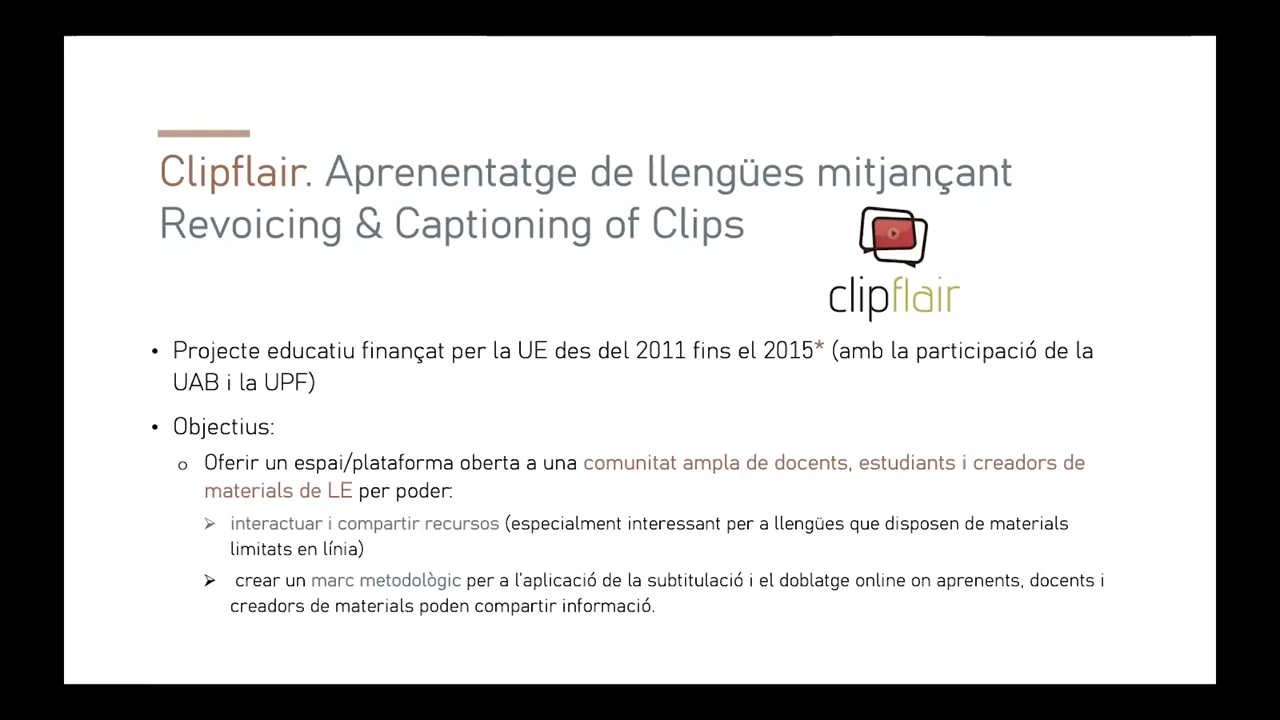 Clipflair. Aprenentatge de llengües mitjançant
Revoicing & Captioning of Clips
clipflair
• Projecte educatiu finançat per la UE des del 2011 fins el 2015* (amb la participació de la
UAB i la UPF)
• Objectius:
o Oferir un espai/plataforma oberta a una comunitat ampla de docents, estudiants i creadors de
materials de LE per poder:
➢ interactuar i compartir recursos (especialment interessant per a llengües que disposen de materials
limitats en línia)
➢ crear un marc metodològic per a l'aplicació de la subtitulació i el doblatge online on aprenents, docents i
creadors de materials poden compartir informació.